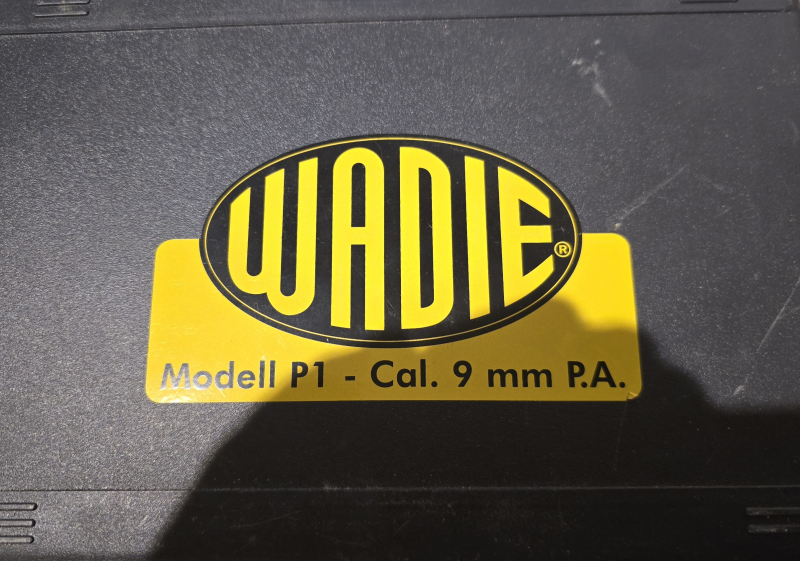 WADIE®
Modell P1 - Cal. 9 mm P.A.